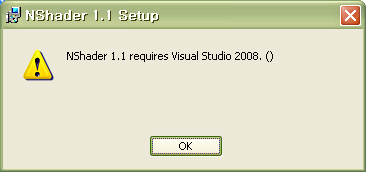 NShader 1.1 Setup
NShader 1.1 requires Visual Studio 2008. ()
OK